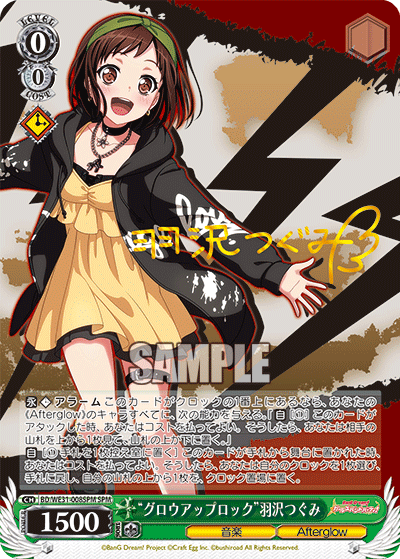 LEVEL
0
0
COST
羽沢つぐみ
SAMPLE
永 アラーム このカードがクロックの1番上にあるなら、あなたの
《Afterglow》のキャラすべてに、次の能力を与える。「自［①］このカードが
アタックした時、あなたはコストを払ってよい。そうしたら、あなたは相手の
山札を上から1枚見て、山札の上か下に置く。」
自［① 手札を1枚控え室に置く］このカードが手札から舞台に置かれた時、
あなたはコストを払ってよい。そうしたら、あなたは自分のクロックを1枚選び、
手札に戻し、自分の山札の上から1枚を、クロック置場に置く。
CH BD/WE31-008SPM SPM
1500
"グロウアップロック"羽沢つぐみ
音楽
Afterglow
©BanG Dream! Project ©Craft Egg Inc. ©bushiroad All Rights Reserved.